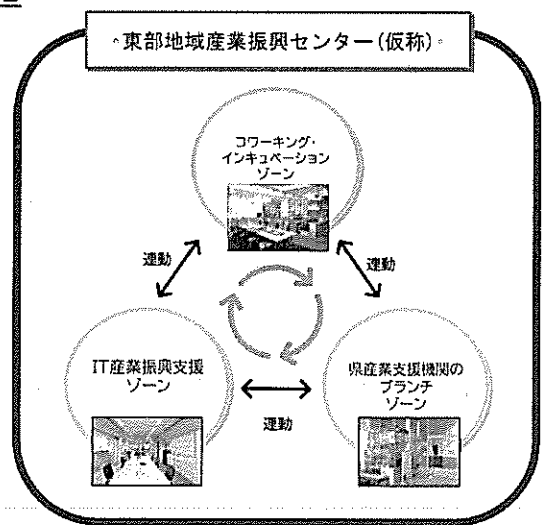 ・東部地域産業振興センター(仮称)・
コワーキング・
インキュベーション
ゾーン
連動
連動
IT産業振興支援
ゾーン
県産業支援機関の
ブランチ
ゾーン
連動